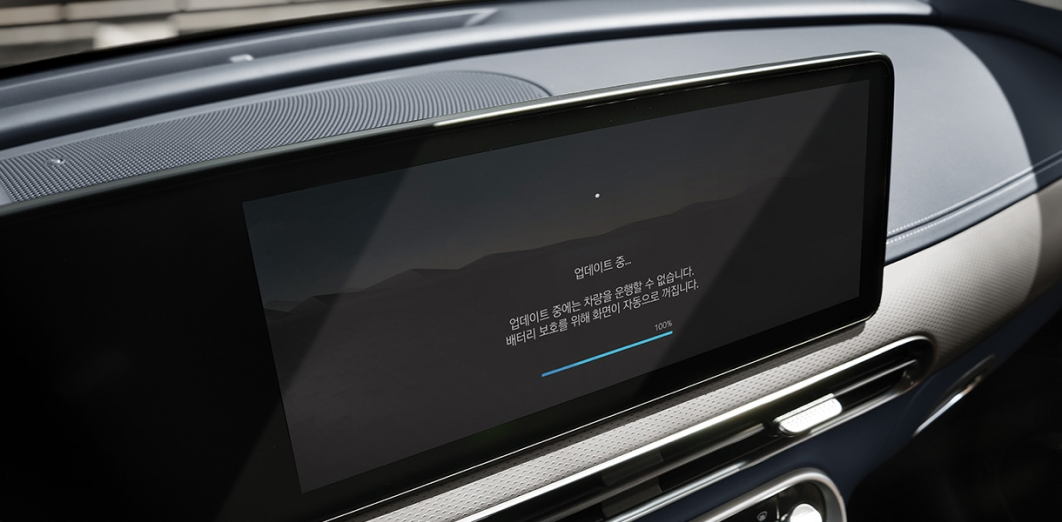 업데이트 중...
업데이트 중에는 차량을 운행할 수 없습니다.
배터리 보호를 위해 화면이 자동으로 꺼집니다.
100%